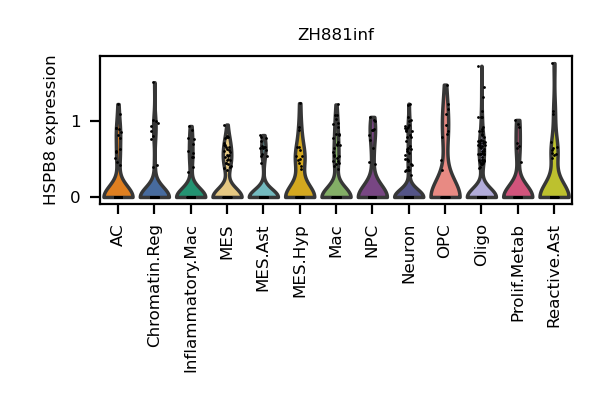 ZH881inf
HSPB8 expression
1
0
AC
Chromatin.Reg
Inflammatory.Mac
MES
MES.Ast
MES.Hyp
Mac
NPC
Neuron
OPC
Oligo
Prolif.Metab
Reactive.Ast